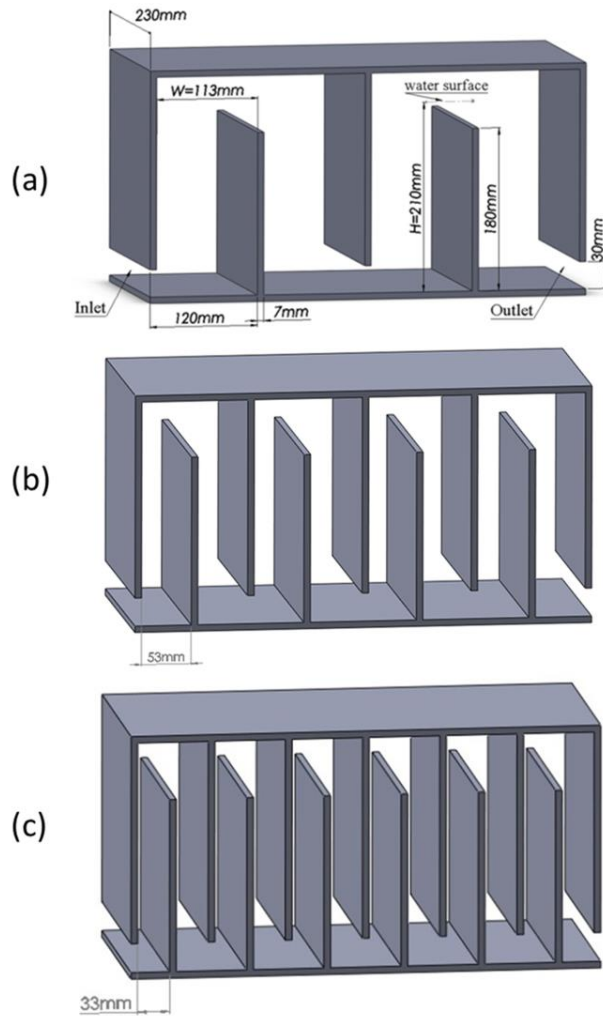 230mm
W=113mm
water surface
(a)
H=210mm
180mm
30mm
Inlet
Outlet
120mm
7mm
(b)
53mm
(c)
33mm